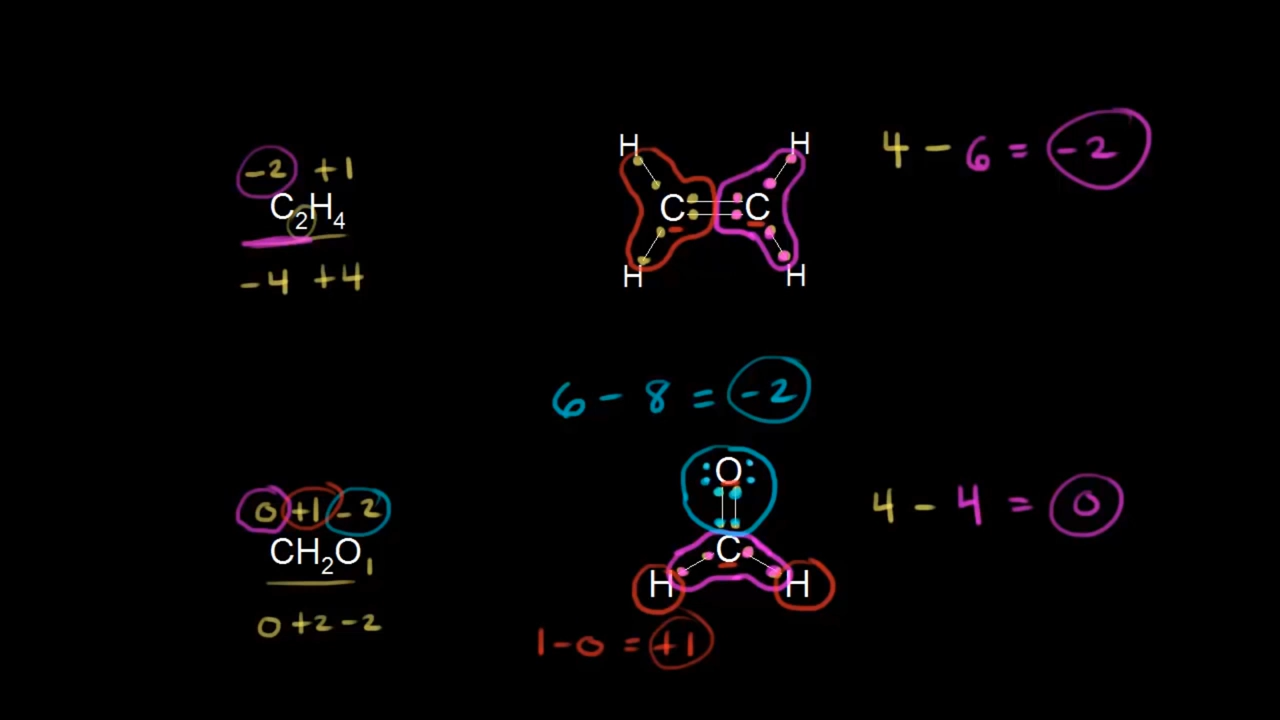 -2 +1
C₂H₄
-4 +4
H H
C C
H H
4 - 6 = -2
6 - 8 = -2
0 +1 -2
CH₂O₁
0 +2 -2
O
C
H H
4 - 4 = 0
1 - 0 = +1